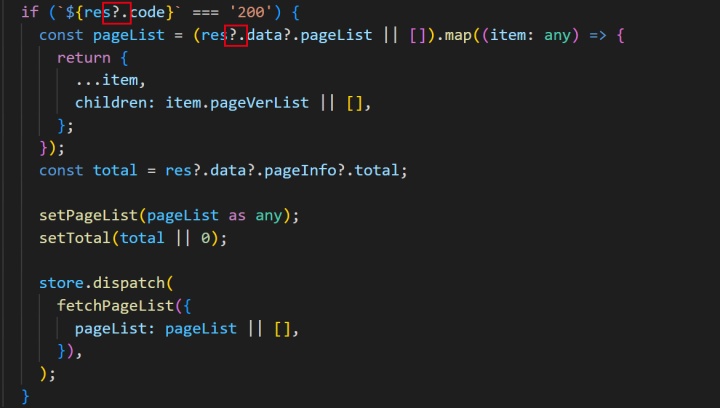 if (`${res?.code}` === '200') {
const pageList = (res?.data?.pageList || []).map((item: any) => {
return {
...item,
children: item.pageVerList || [],
};
});
const total = res?.data?.pageInfo?.total;
setPageList(pageList as any);
setTotal(total || 0);
store.dispatch(
fetchPageList({
pageList: pageList || [],
}),
);
}